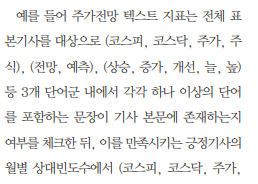 예를 들어 주가전망 텍스트 지표는 전체 표
본기사를 대상으로 (코스피, 코스닥, 주가, 주
식), (전망, 예측), (상승, 증가, 개선, 늘, 높)
등 3개 단어군 내에서 각각 하나 이상의 단어
를 포함하는 문장이 기사 본문에 존재하는지
여부를 체크한 뒤, 이를 만족시키는 긍정기사의
월별 상대빈도수에서 (코스피, 코스닥, 주가,